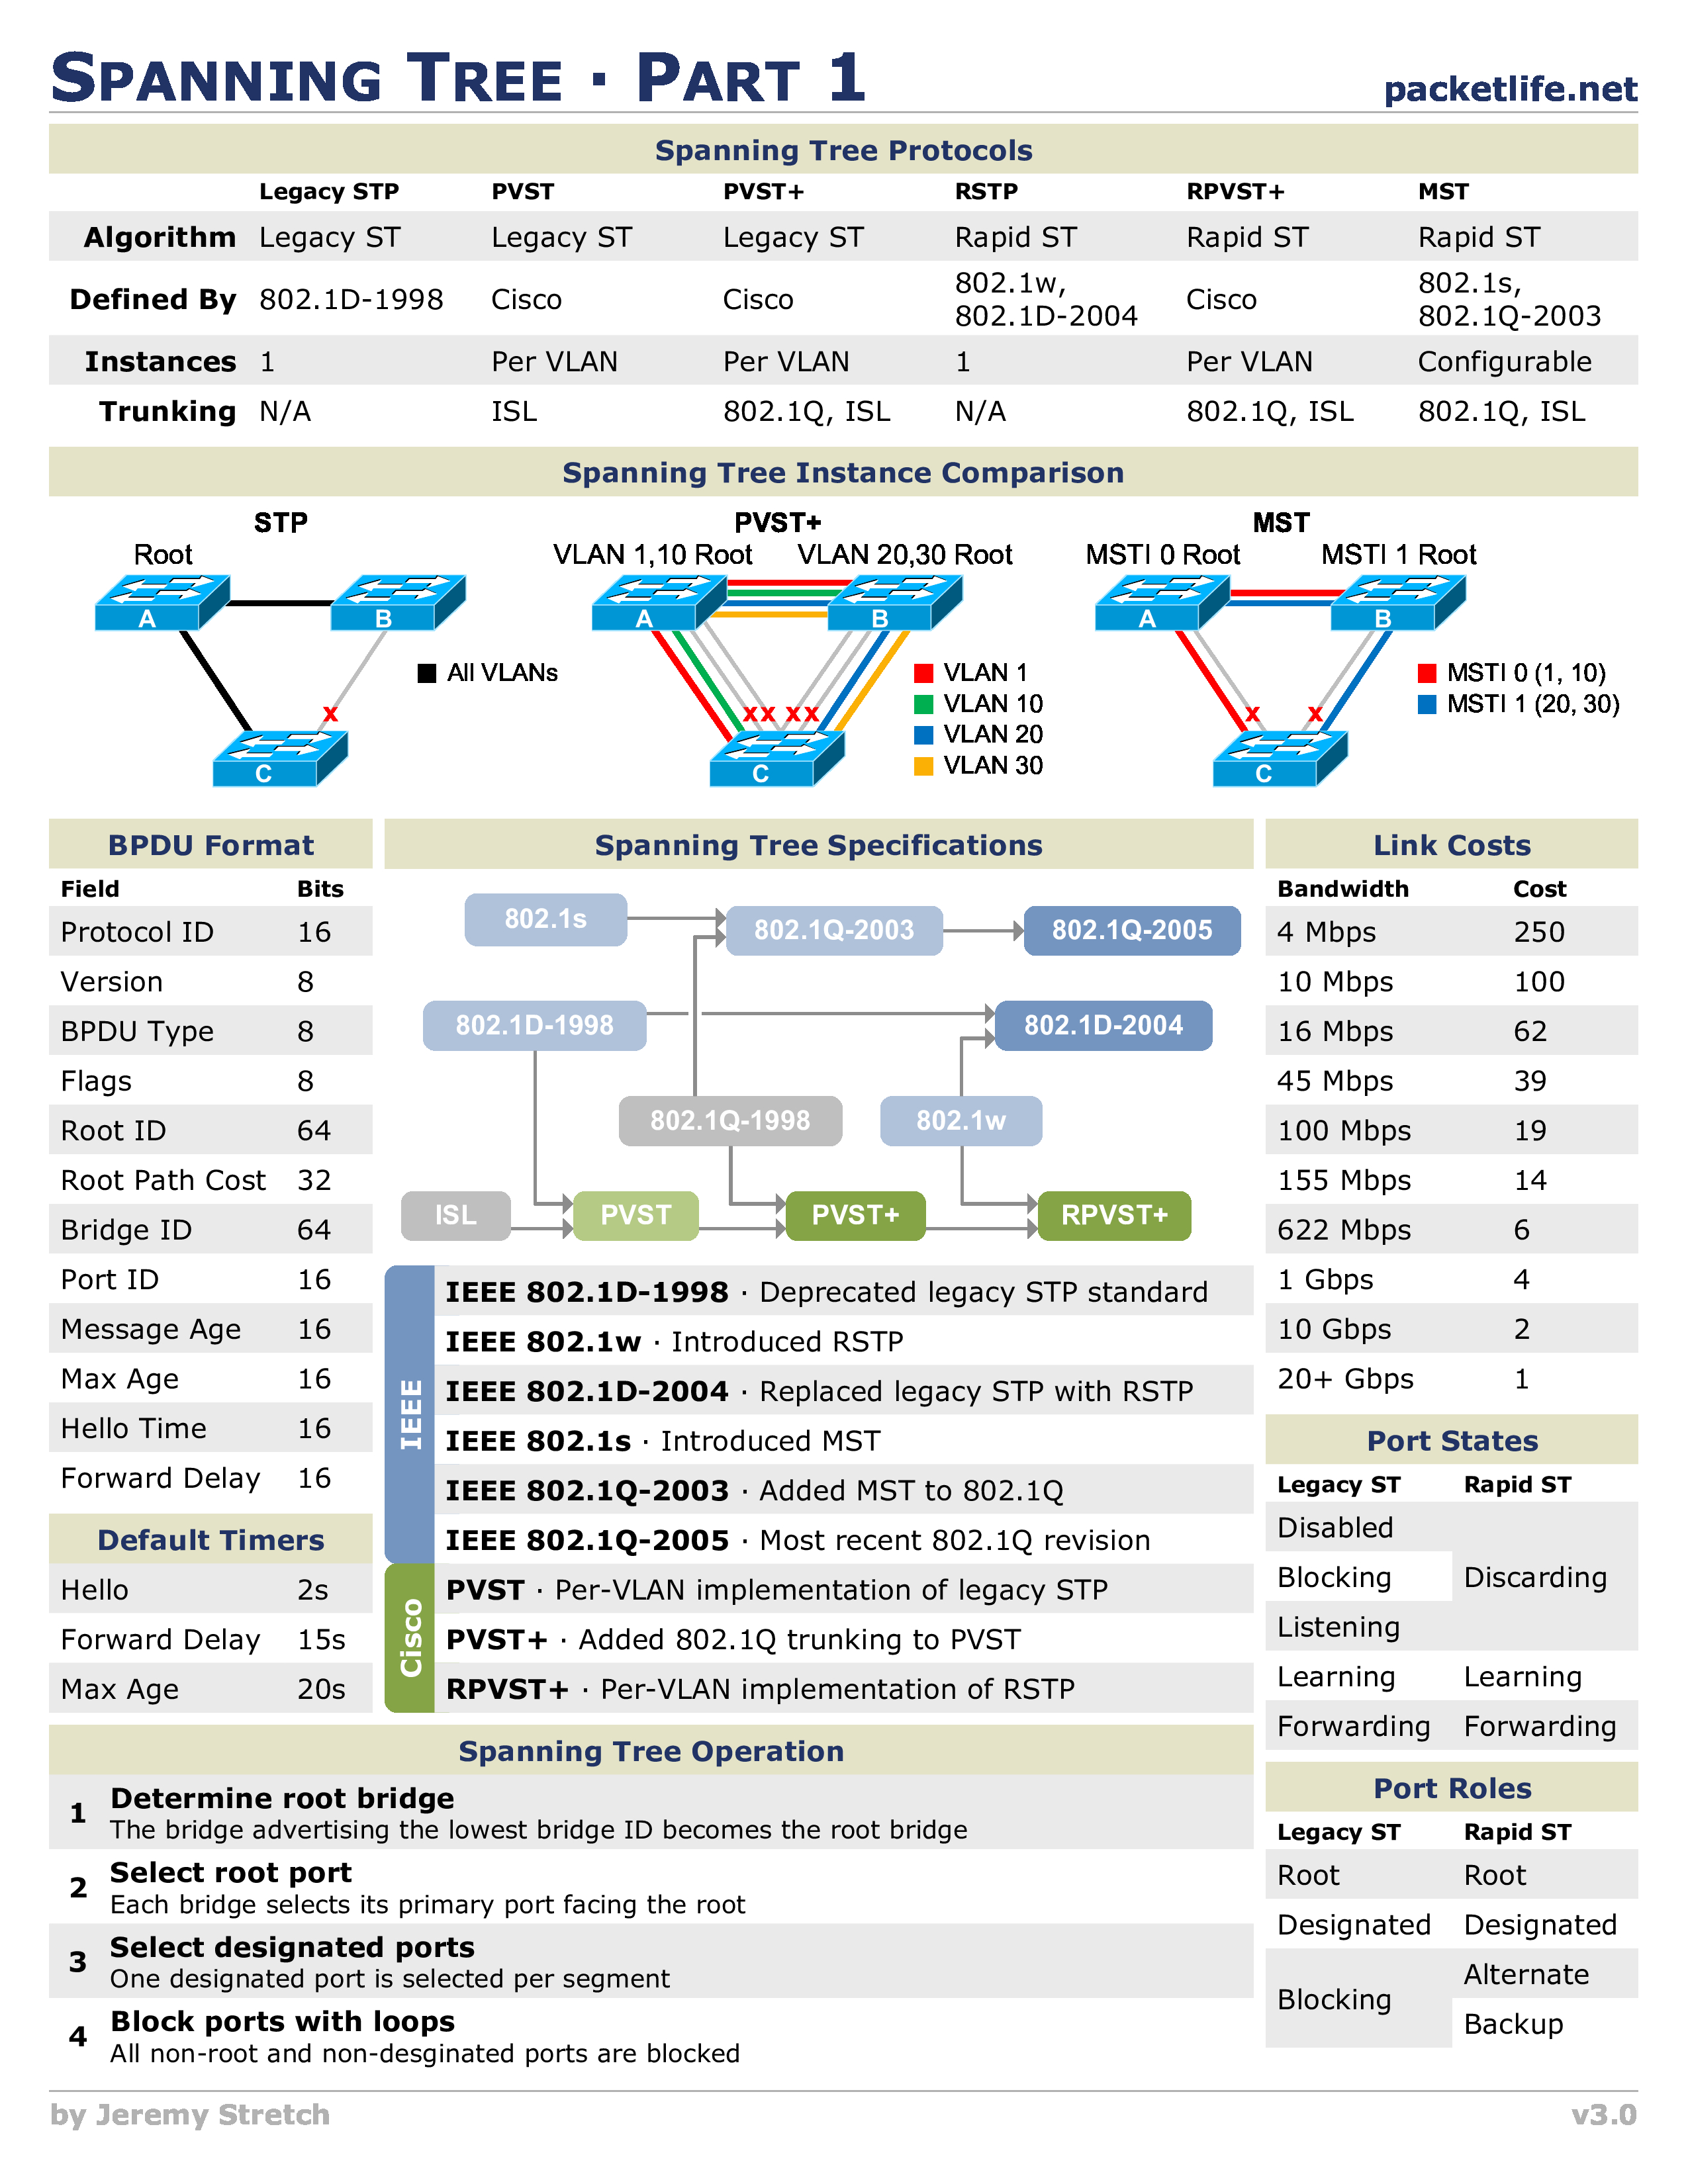 SPANNING TREE · PART 1
packetlife.net
Spanning Tree Protocols
Legacy STP PVST PVST+ RSTP RPVST+ MST
Algorithm Legacy ST Legacy ST Legacy ST Rapid ST Rapid ST Rapid ST
Defined By 802.1D-1998 Cisco Cisco 802.1w, 802.1D-2004 Cisco 802.1s, 802.1Q-2003
Instances 1 Per VLAN Per VLAN 1 Per VLAN Configurable
Trunking N/A ISL 802.1Q, ISL N/A 802.1Q, ISL 802.1Q, ISL
Spanning Tree Instance Comparison
STP
Root
A
B
x
C
All VLANs
PVST+
VLAN 1,10 Root VLAN 20,30 Root
A
B
x x x x
C
VLAN 1
VLAN 10
VLAN 20
VLAN 30
MST
MSTI 0 Root MSTI 1 Root
A
B
x x
C
MSTI 0 (1, 10)
MSTI 1 (20, 30)
BPDU Format
Field Bits
Protocol ID 16
Version 8
BPDU Type 8
Flags 8
Root ID 64
Root Path Cost 32
Bridge ID 64
Port ID 16
Message Age 16
Max Age 16
Hello Time 16
Forward Delay 16
Default Timers
Hello 2s
Forward Delay 15s
Max Age 20s
Spanning Tree Specifications
802.1s
802.1Q-2003
802.1Q-2005
802.1D-1998
802.1D-2004
802.1Q-1998
802.1w
ISL
PVST
PVST+
RPVST+
IEEE
IEEE 802.1D-1998 · Deprecated legacy STP standard
IEEE 802.1w · Introduced RSTP
IEEE 802.1D-2004 · Replaced legacy STP with RSTP
IEEE 802.1s · Introduced MST
IEEE 802.1Q-2003 · Added MST to 802.1Q
IEEE 802.1Q-2005 · Most recent 802.1Q revision
Cisco
PVST · Per-VLAN implementation of legacy STP
PVST+ · Added 802.1Q trunking to PVST
RPVST+ · Per-VLAN implementation of RSTP
Link Costs
Bandwidth Cost
4 Mbps 250
10 Mbps 100
16 Mbps 62
45 Mbps 39
100 Mbps 19
155 Mbps 14
622 Mbps 6
1 Gbps 4
10 Gbps 2
20+ Gbps 1
Port States
Legacy ST Rapid ST
Disabled
Blocking Discarding
Listening
Learning Learning
Forwarding Forwarding
Port Roles
Legacy ST Rapid ST
Root Root
Designated Designated
Blocking
Alternate
Backup
Spanning Tree Operation
1 Determine root bridge
The bridge advertising the lowest bridge ID becomes the root bridge
2 Select root port
Each bridge selects its primary port facing the root
3 Select designated ports
One designated port is selected per segment
4 Block ports with loops
All non-root and non-desginated ports are blocked
by Jeremy Stretch
v3.0